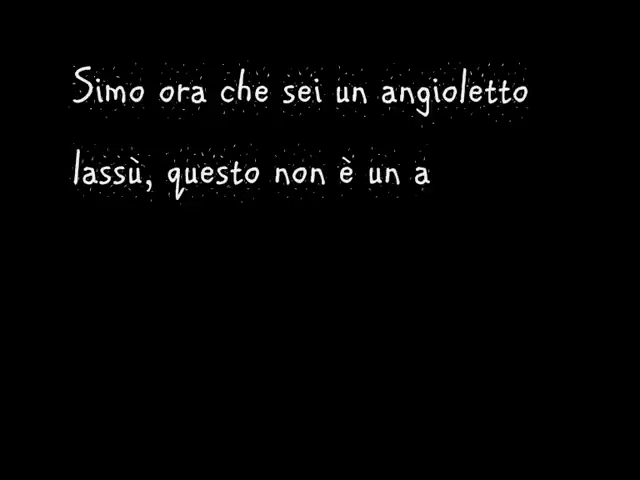 Simo ora che sei un angioletto
lassù, questo non è un a